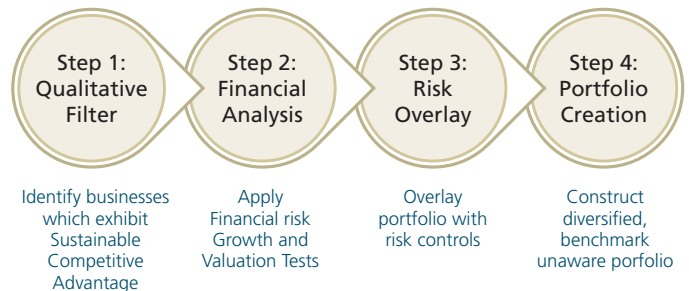 Step 1:
Qualitative
Filter
Step 2:
Financial
Analysis
Step 3:
Risk
Overlay
Step 4:
Portfolio
Creation
Identify businesses
which exhibit
Sustainable
Competitive
Advantage
Apply
Financial risk
Growth and
Valuation Tests
Overlay
portfolio with
risk controls
Construct
diversified,
benchmark
unaware porfolio